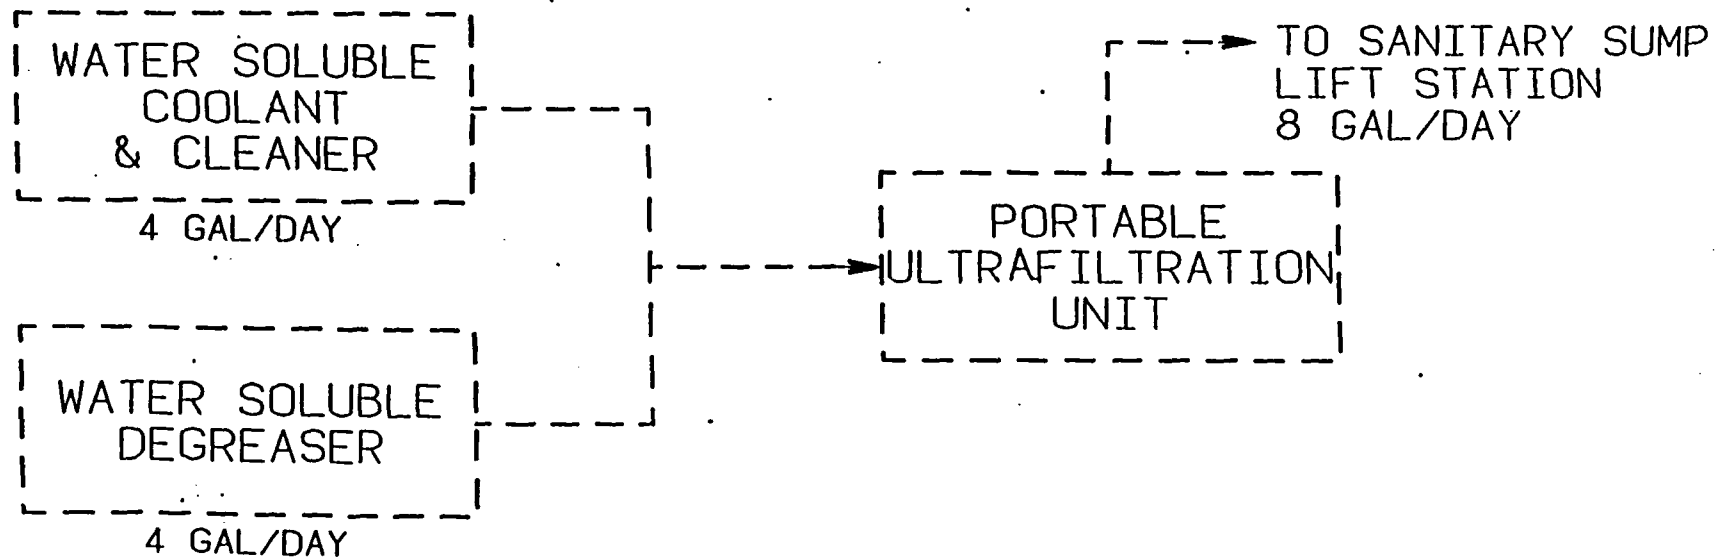 WATER SOLUBLE
COOLANT
& CLEANER
4 GAL/DAY
WATER SOLUBLE
DEGREASER
4 GAL/DAY
PORTABLE
ULTRAFILTRATION
UNIT
TO SANITARY SUMP
LIFT STATION
8 GAL/DAY